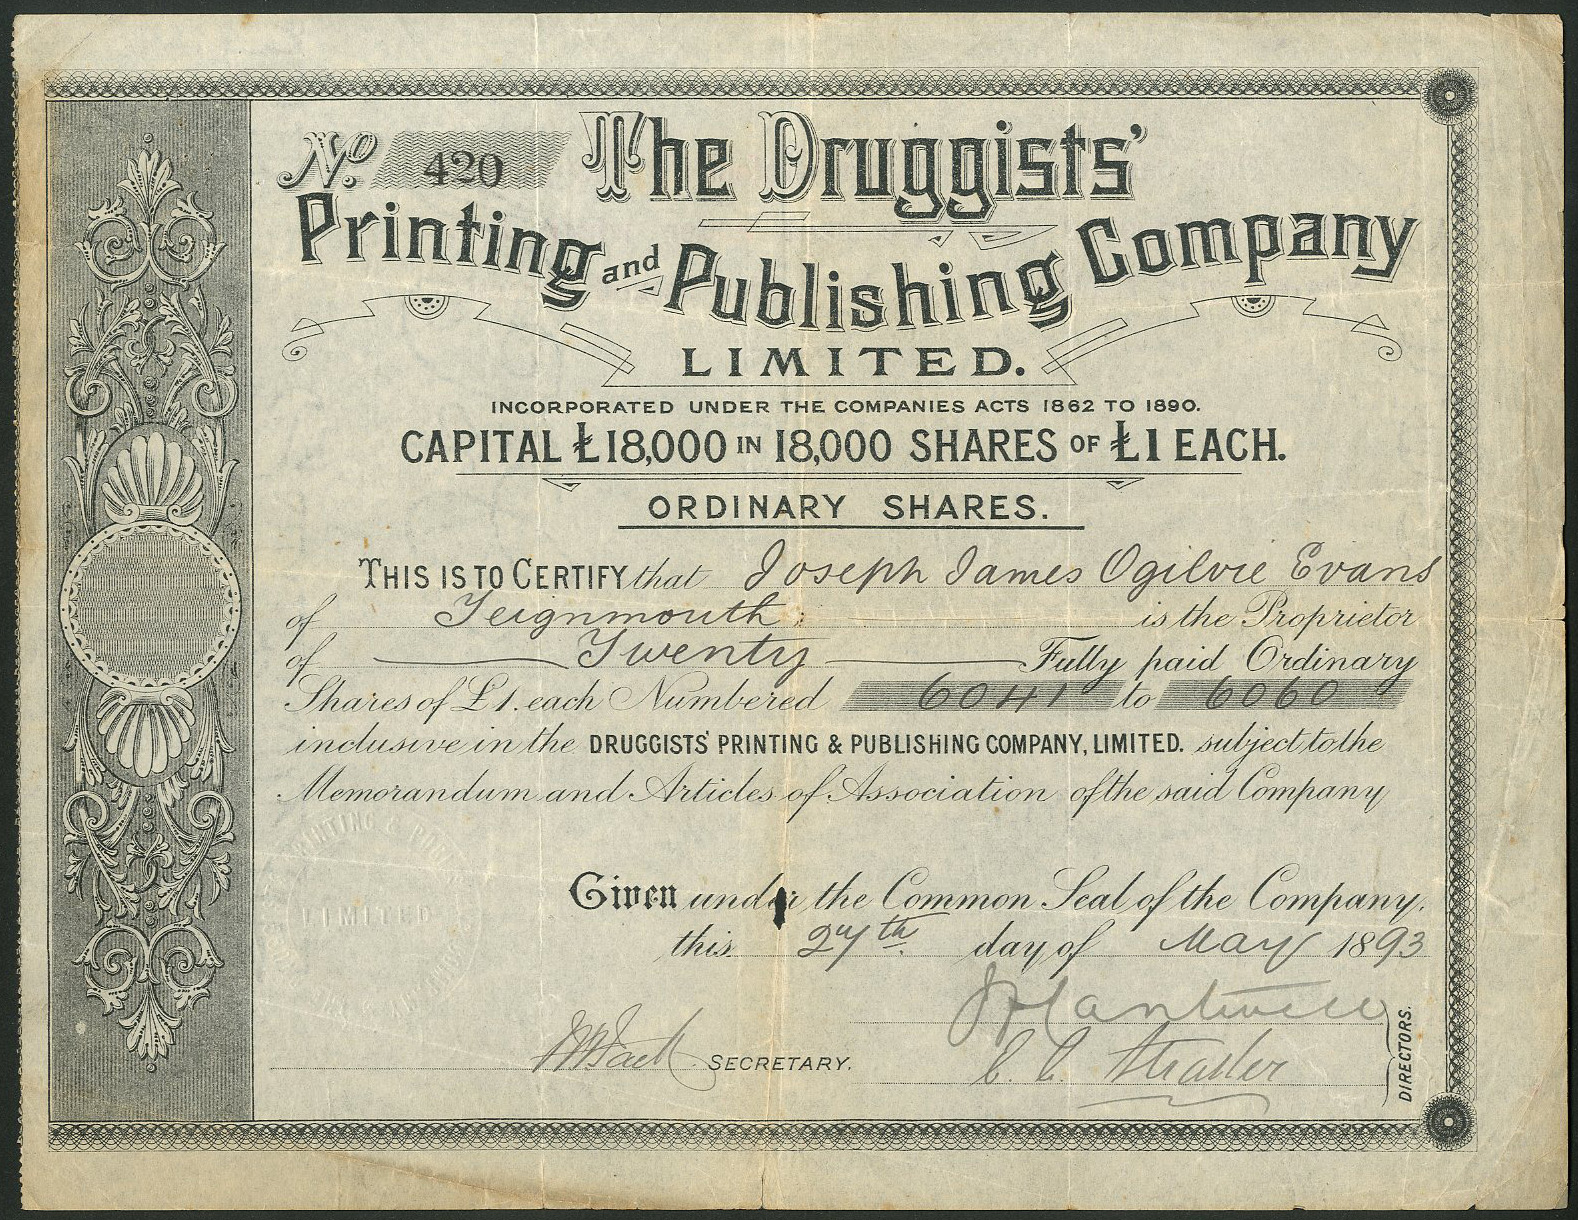 No. 420 The Druggists'
Printing and Publishing Company
LIMITED.
INCORPORATED UNDER THE COMPANIES ACTS 1862 TO 1890.
CAPITAL £18,000 IN 18,000 SHARES OF £1 EACH.
ORDINARY SHARES.
THIS IS TO CERTIFY that Joseph James Ogilvie Evans
of Teignmouth is the Proprietor
of Twenty Fully paid Ordinary
Shares of £1. each Numbered 6041 to 6060
inclusive in the DRUGGISTS' PRINTING & PUBLISHING COMPANY, LIMITED. subject to the
Memorandum and Articles of Association of the said Company
PRINTING &
LIMITED
Given under the Common Seal of the Company.
this 27th day of May 1893
SECRETARY.
DIRECTORS.